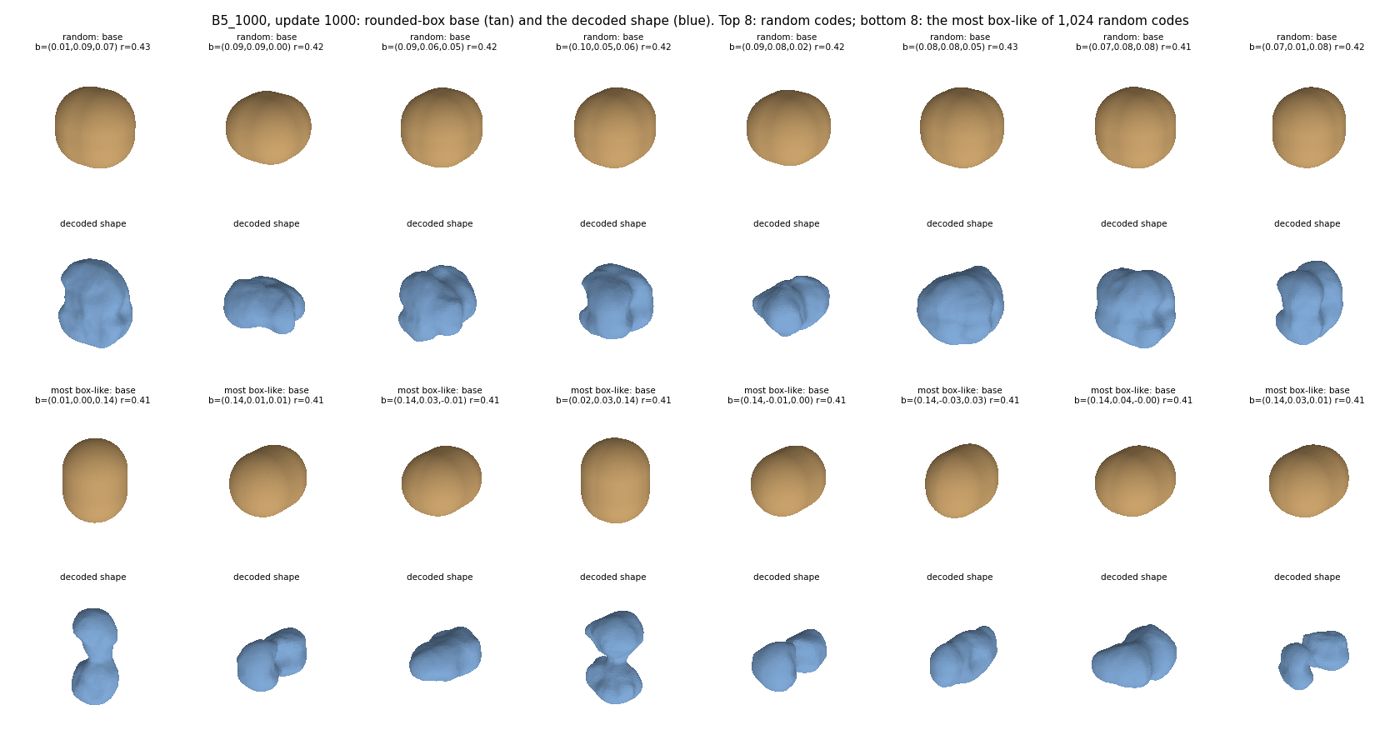 B5_1000, update 1000: rounded-box base (tan) and the decoded shape (blue). Top 8: random codes; bottom 8: the most box-like of 1,024 random codes
random: base
b=(0.01,0.09,0.07) r=0.43
random: base
b=(0.09,0.09,0.00) r=0.42
random: base
b=(0.09,0.06,0.05) r=0.42
random: base
b=(0.10,0.05,0.06) r=0.42
random: base
b=(0.09,0.08,0.02) r=0.42
random: base
b=(0.08,0.08,0.05) r=0.43
random: base
b=(0.07,0.08,0.08) r=0.41
random: base
b=(0.07,0.01,0.08) r=0.42
decoded shape
decoded shape
decoded shape
decoded shape
decoded shape
decoded shape
decoded shape
decoded shape
most box-like: base
b=(0.01,0.00,0.14) r=0.41
most box-like: base
b=(0.14,0.01,0.01) r=0.41
most box-like: base
b=(0.14,0.03,-0.01) r=0.41
most box-like: base
b=(0.02,0.03,0.14) r=0.41
most box-like: base
b=(0.14,-0.01,0.00) r=0.41
most box-like: base
b=(0.14,-0.03,0.03) r=0.41
most box-like: base
b=(0.14,0.04,-0.00) r=0.41
most box-like: base
b=(0.14,0.03,0.01) r=0.41
decoded shape
decoded shape
decoded shape
decoded shape
decoded shape
decoded shape
decoded shape
decoded shape